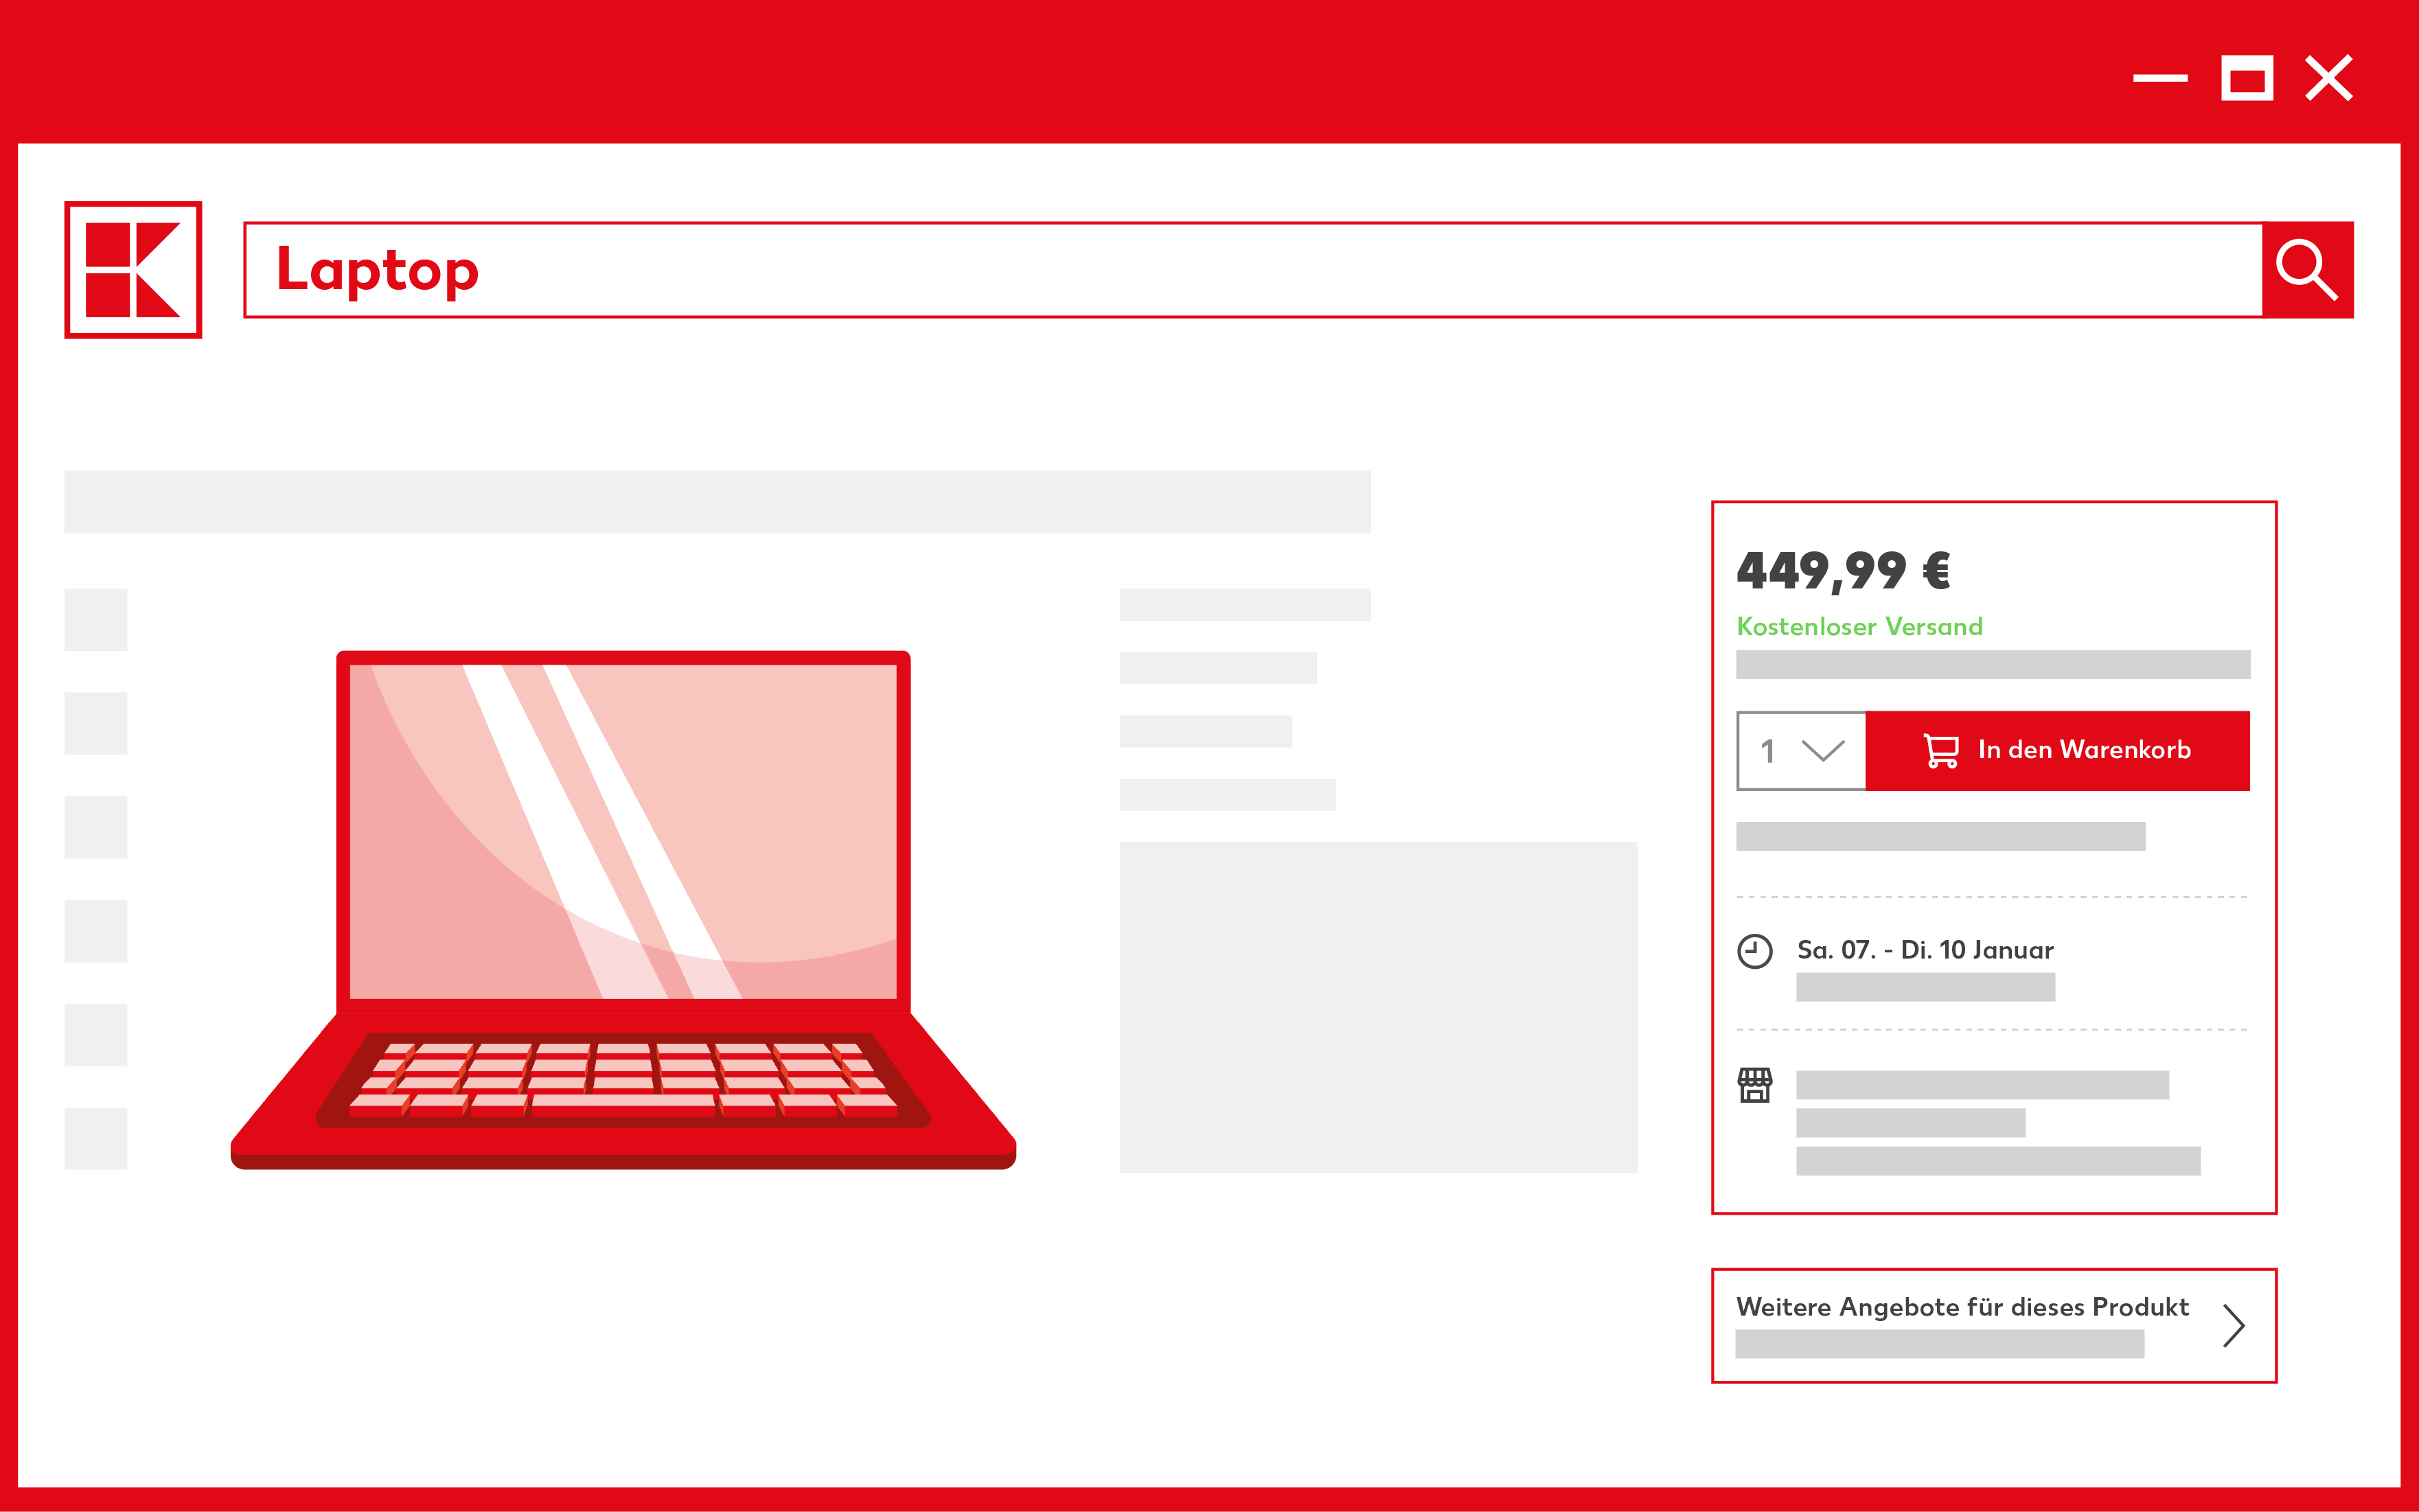 Laptop
449,99 €
Kostenloser Versand
1
In den Warenkorb
Sa. 07. - Di. 10 Januar
Weitere Angebote für dieses Produkt